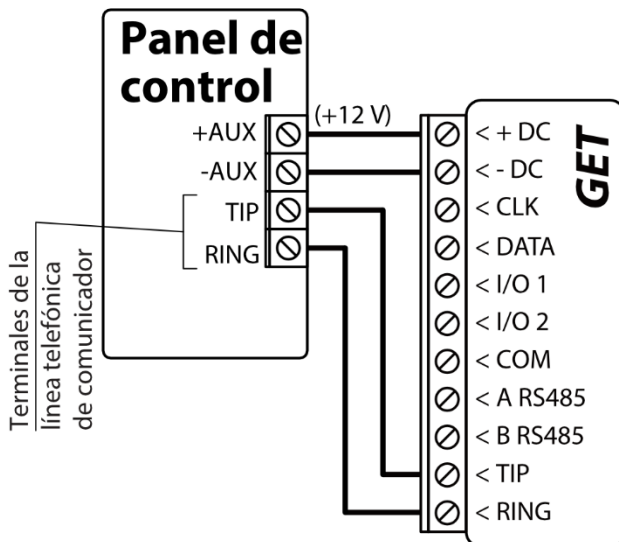 Panel de
control
+AUX
-AUX
TIP
RING
(+12 V)
Terminales de la
línea telefónica
de comunicador
GET
< + DC
< - DC
< CLK
< DATA
< I/O 1
< I/O 2
< COM
< A RS485
< B RS485
< TIP
< RING